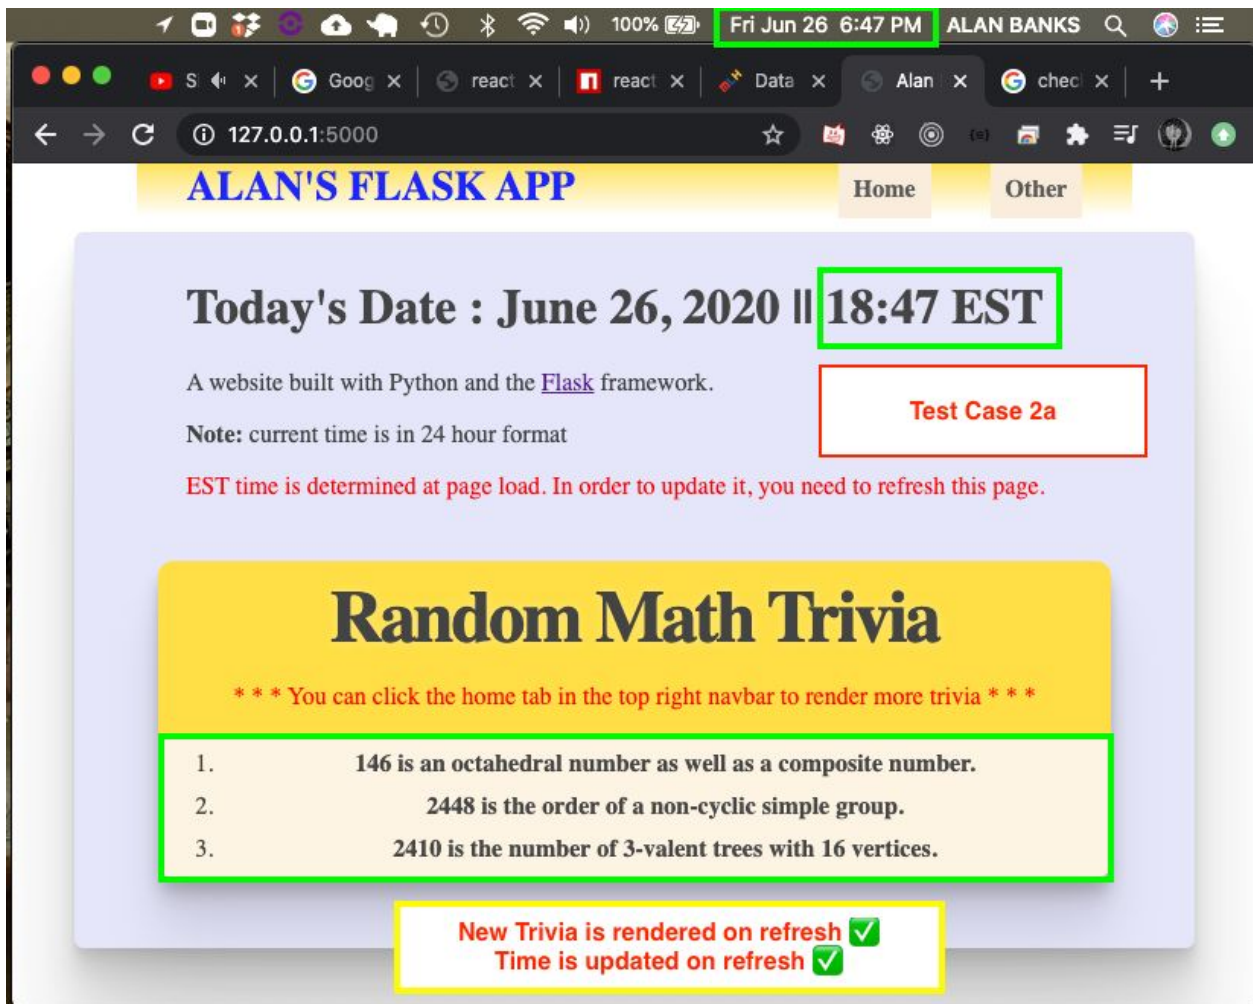 100% Fri Jun 26 6:47 PM ALAN BANKS
S Goog react react Data Alan chec
127.0.0.1:5000
ALAN'S FLASK APP Home Other
Today's Date : June 26, 2020 || 18:47 EST
A website built with Python and the Flask framework.
Test Case 2a
Note: current time is in 24 hour format
EST time is determined at page load. In order to update it, you need to refresh this page.
Random Math Trivia
* * * You can click the home tab in the top right navbar to render more trivia * * *
1. 146 is an octahedral number as well as a composite number.
2. 2448 is the order of a non-cyclic simple group.
3. 2410 is the number of 3-valent trees with 16 vertices.
New Trivia is rendered on refresh ✅
Time is updated on refresh ✅